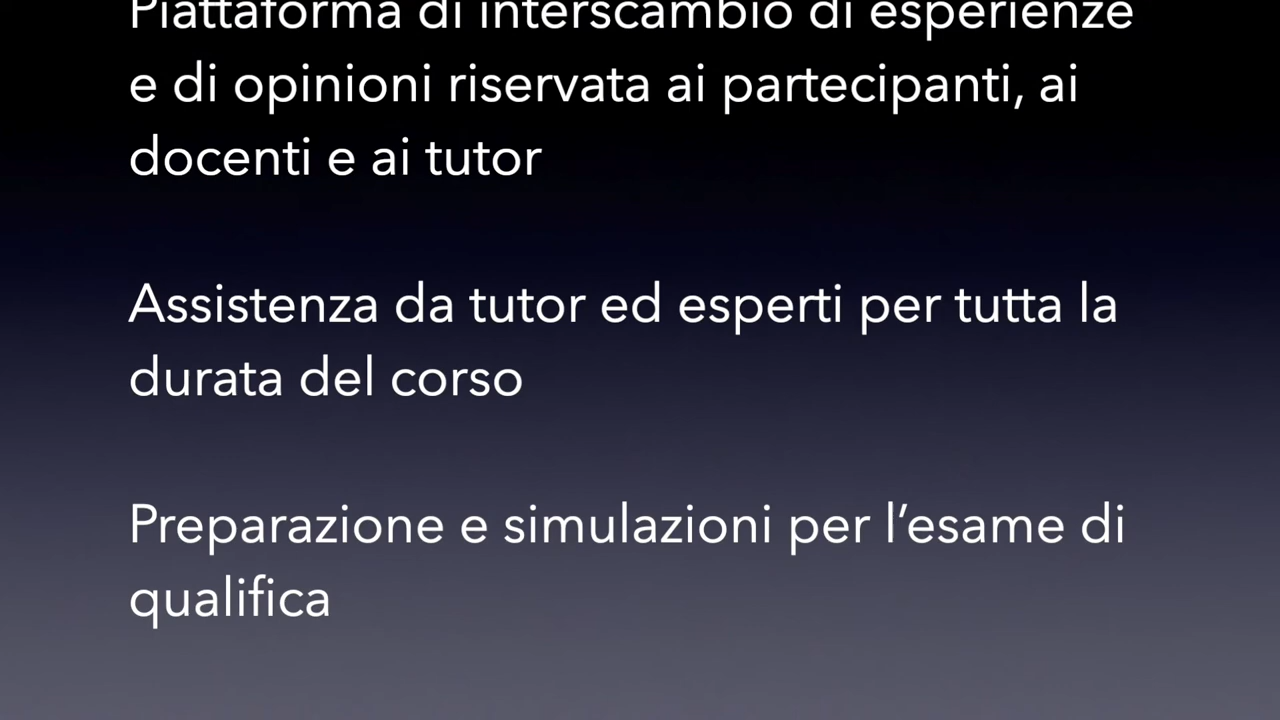 Piattaforma di interscambio di esperienze
e di opinioni riservata ai partecipanti, ai
docenti e ai tutor
Assistenza da tutor ed esperti per tutta la
durata del corso
Preparazione e simulazioni per l’esame di
qualifica